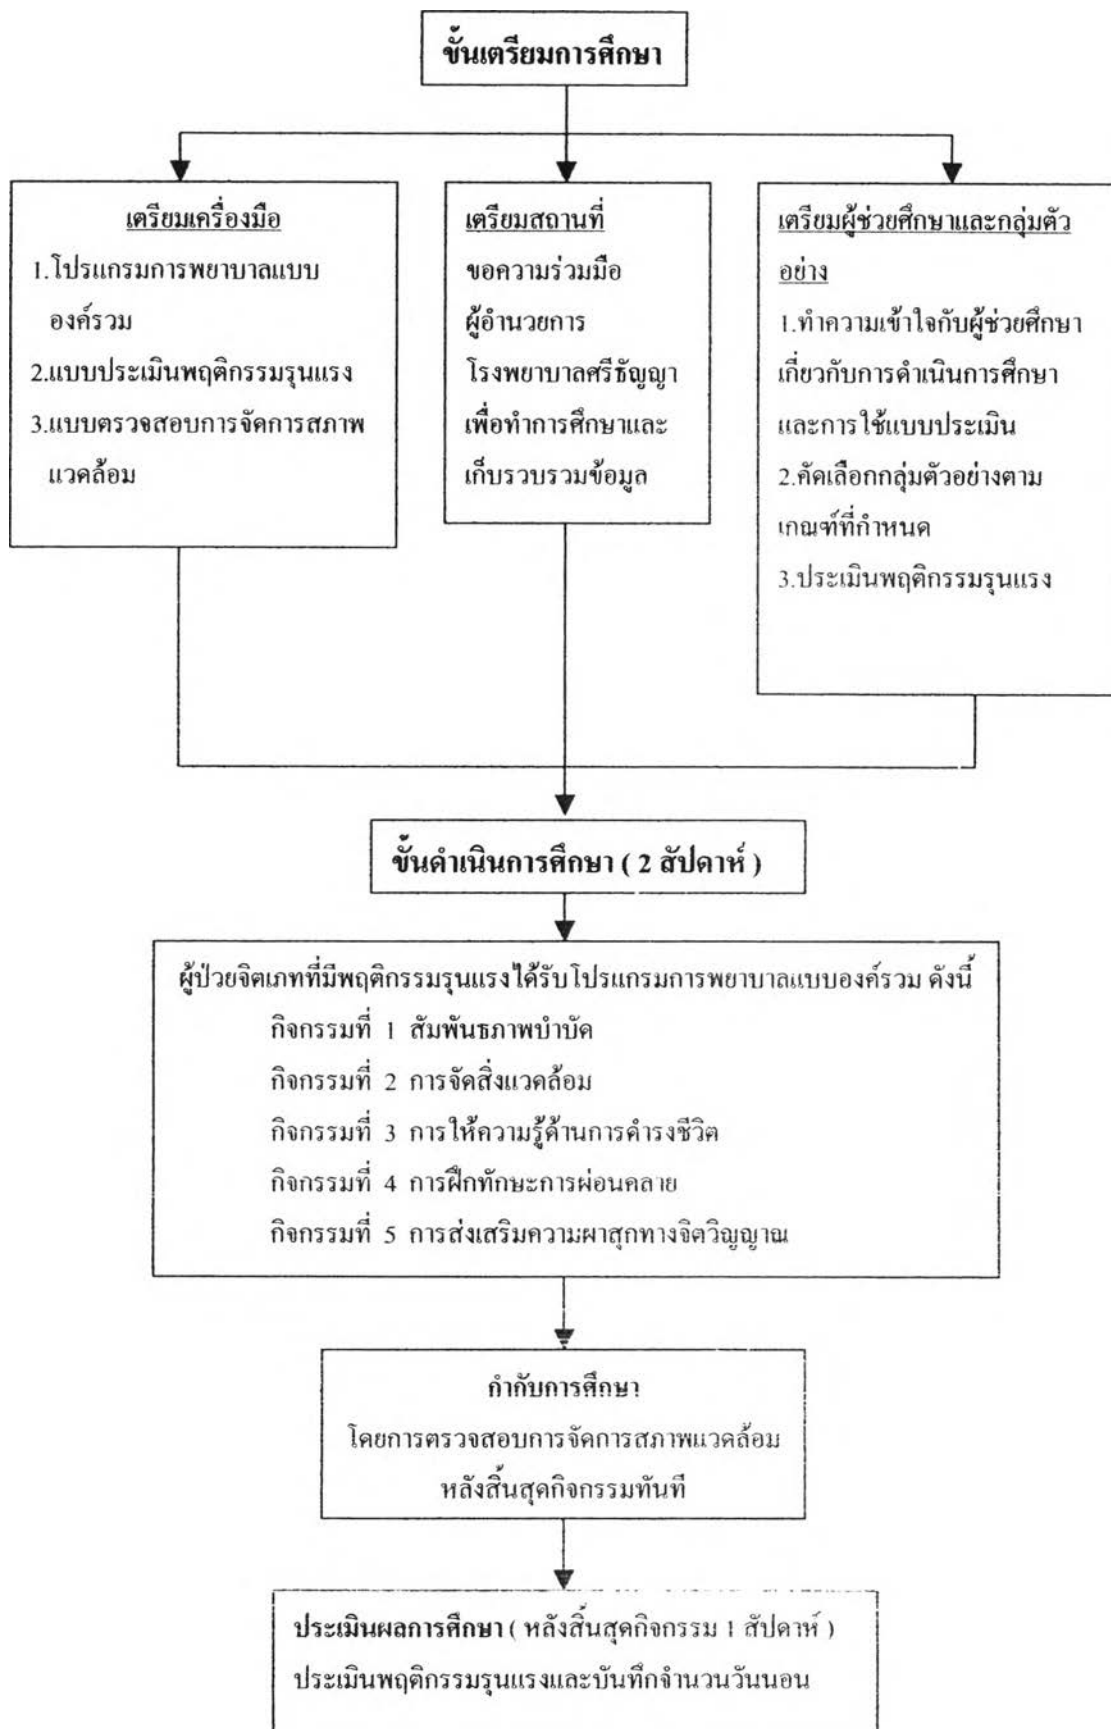 ขั้นเตรียมการศึกษา
เตรียมเครื่องมือ
1.โปรแกรมการพยาบาลแบบ
องค์รวม
2.แบบประเมินพฤติกรรมรุนแรง
3.แบบตรวจสอบการจัดการสภาพ
แวดล้อม
เตรียมสถานที่
ขอความร่วมมือ
ผู้อำนวยการ
โรงพยาบาลศรีธัญญา
เพื่อทำการศึกษาและ
เก็บรวบรวมข้อมูล
เตรียมผู้ช่วยศึกษาและกลุ่มตัว
อย่าง
1.ทำความเข้าใจกับผู้ช่วยศึกษา
เกี่ยวกับการดำเนินการศึกษา
และการใช้แบบประเมิน
2.คัดเลือกกลุ่มตัวอย่างตาม
เกณฑ์ที่กำหนด
3.ประเมินพฤติกรรมรุนแรง
ขั้นดำเนินการศึกษา ( 2 สัปดาห์ )
ผู้ป่วยจิตเภทที่มีพฤติกรรมรุนแรงได้รับโปรแกรมการพยาบาลแบบองค์รวม ดังนี้
กิจกรรมที่ 1 สัมพันธภาพบำบัด
กิจกรรมที่ 2 การจัดสิ่งแวดล้อม
กิจกรรมที่ 3 การให้ความรู้ด้านการดำรงชีวิต
กิจกรรมที่ 4 การฝึกทักษะการผ่อนคลาย
กิจกรรมที่ 5 การส่งเสริมความผาสุกทางจิตวิญญาณ
กำกับการศึกษา
โดยการตรวจสอบการจัดการสภาพแวดล้อม
หลังสิ้นสุดกิจกรรมทันที
ประเมินผลการศึกษา ( หลังสิ้นสุดกิจกรรม 1 สัปดาห์ )
ประเมินพฤติกรรมรุนแรงและบันทึกจำนวนวันนอน